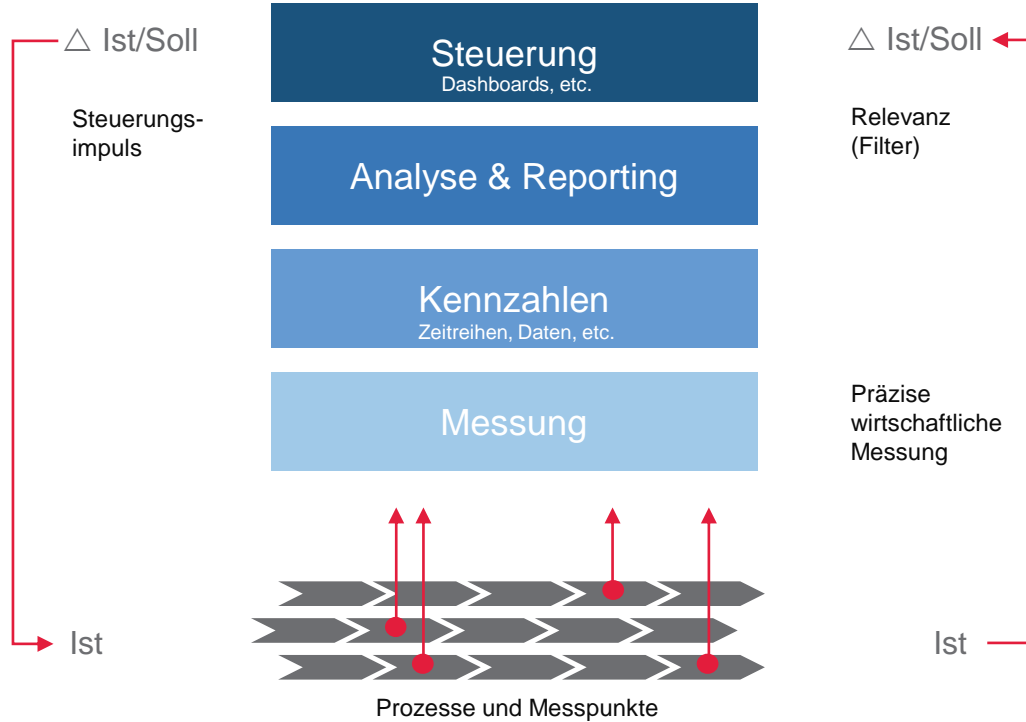 △ Ist/Soll
Steuerung
Dashboards, etc.
△ Ist/Soll
Steuerungs-
impuls
Relevanz
(Filter)
Analyse & Reporting
Kennzahlen
Zeitreihen, Daten, etc.
Messung
Präzise
wirtschaftliche
Messung
Ist
Ist
Prozesse und Messpunkte